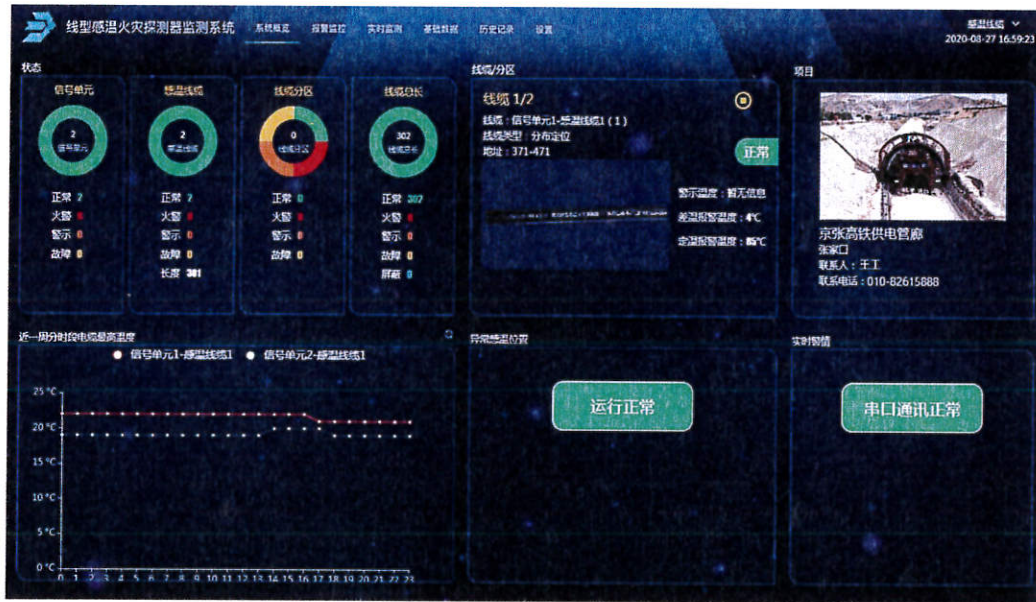 线型感温火灾探测器监测系统 系统概览 报警监控 实时监测 基础数据 历史记录 设置
感温线缆
2020-08-27 16:59:23
状态
信号单元
2
信号单元
正常 2
火警 0
警示 0
故障 0
感温线缆
2
感温线缆
正常 2
火警 0
警示 0
故障 0
长度 301
线缆分区
0
线缆分区
正常 0
火警 0
警示 0
故障 0
线缆总长
302
线缆总长
正常 302
火警 0
警示 0
故障 0
屏蔽 0
线缆/分区
线缆 1/2
线缆：信号单元1-感温线缆1（1）
线缆类型：分布定位
地址：371-471
正常
警示温度：暂无信息
差温报警温度：4℃
定温报警温度：85℃
项目
京张高铁供电管廊
张家口
联系人：王工
联系电话：010-82615888
近一周分时段电缆最高温度
信号单元1-感温线缆1 信号单元2-感温线缆1
25 °C
20 °C
15 °C
10 °C
5 °C
0 °C
0 1 2 3 4 5 6 7 8 9 10 11 12 13 14 15 16 17 18 19 20 21 22 23
异常感温位置
运行正常
实时警情
串口通讯正常